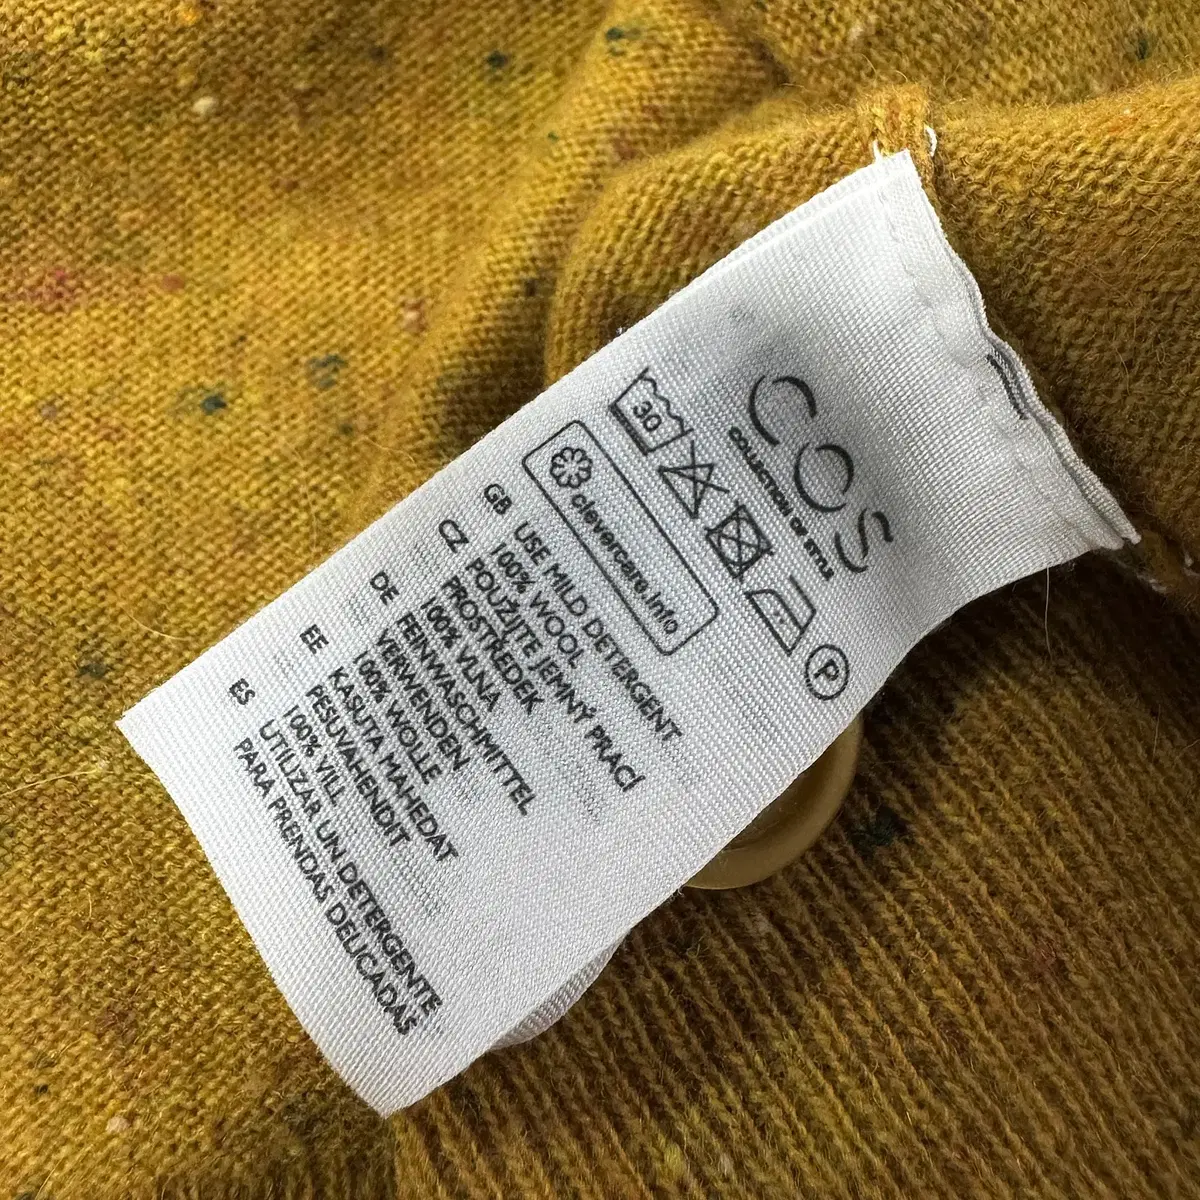 COS
COLLECTION OF STYLE
30
P
clevercare.info
GB USE MILD DETERGENT
100% WOOL
CZ POUŽIJTE JEMNÝ PRACÍ
PROSTŘEDEK
100% VLNA
DE FEINWASCHMITTEL
VERWENDEN
100% WOLLE
EE KASUTA MAHEDAT
PESUVAHENDIT
100% VILL
ES UTILIZAR UN DETERGENTE
PARA PRENDAS DELICADAS